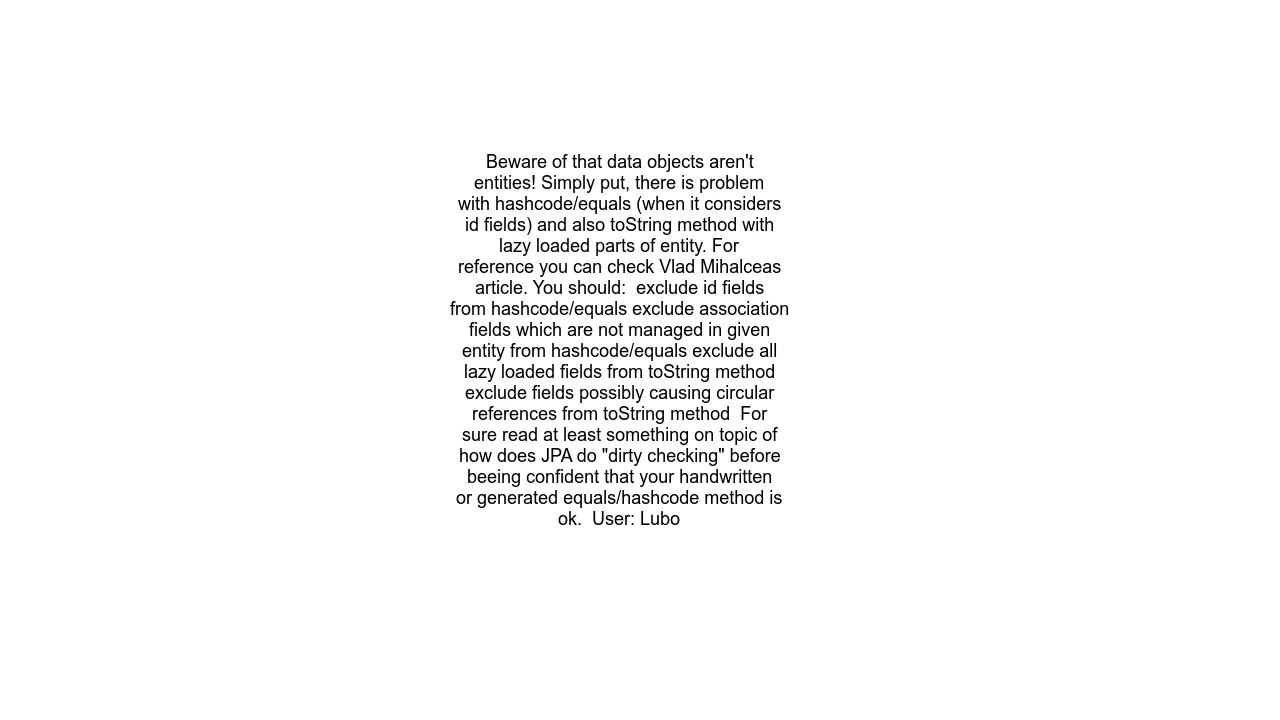 Beware of that data objects aren't
entities! Simply put, there is problem
with hashcode/equals (when it considers
id fields) and also toString method with
lazy loaded parts of entity. For
reference you can check Vlad Mihalceas
article. You should:  exclude id fields
from hashcode/equals exclude association
fields which are not managed in given
entity from hashcode/equals exclude all
lazy loaded fields from toString method
exclude fields possibly causing circular
references from toString method  For
sure read at least something on topic of
how does JPA do "dirty checking" before
beeing confident that your handwritten
or generated equals/hashcode method is
ok.  User: Lubo